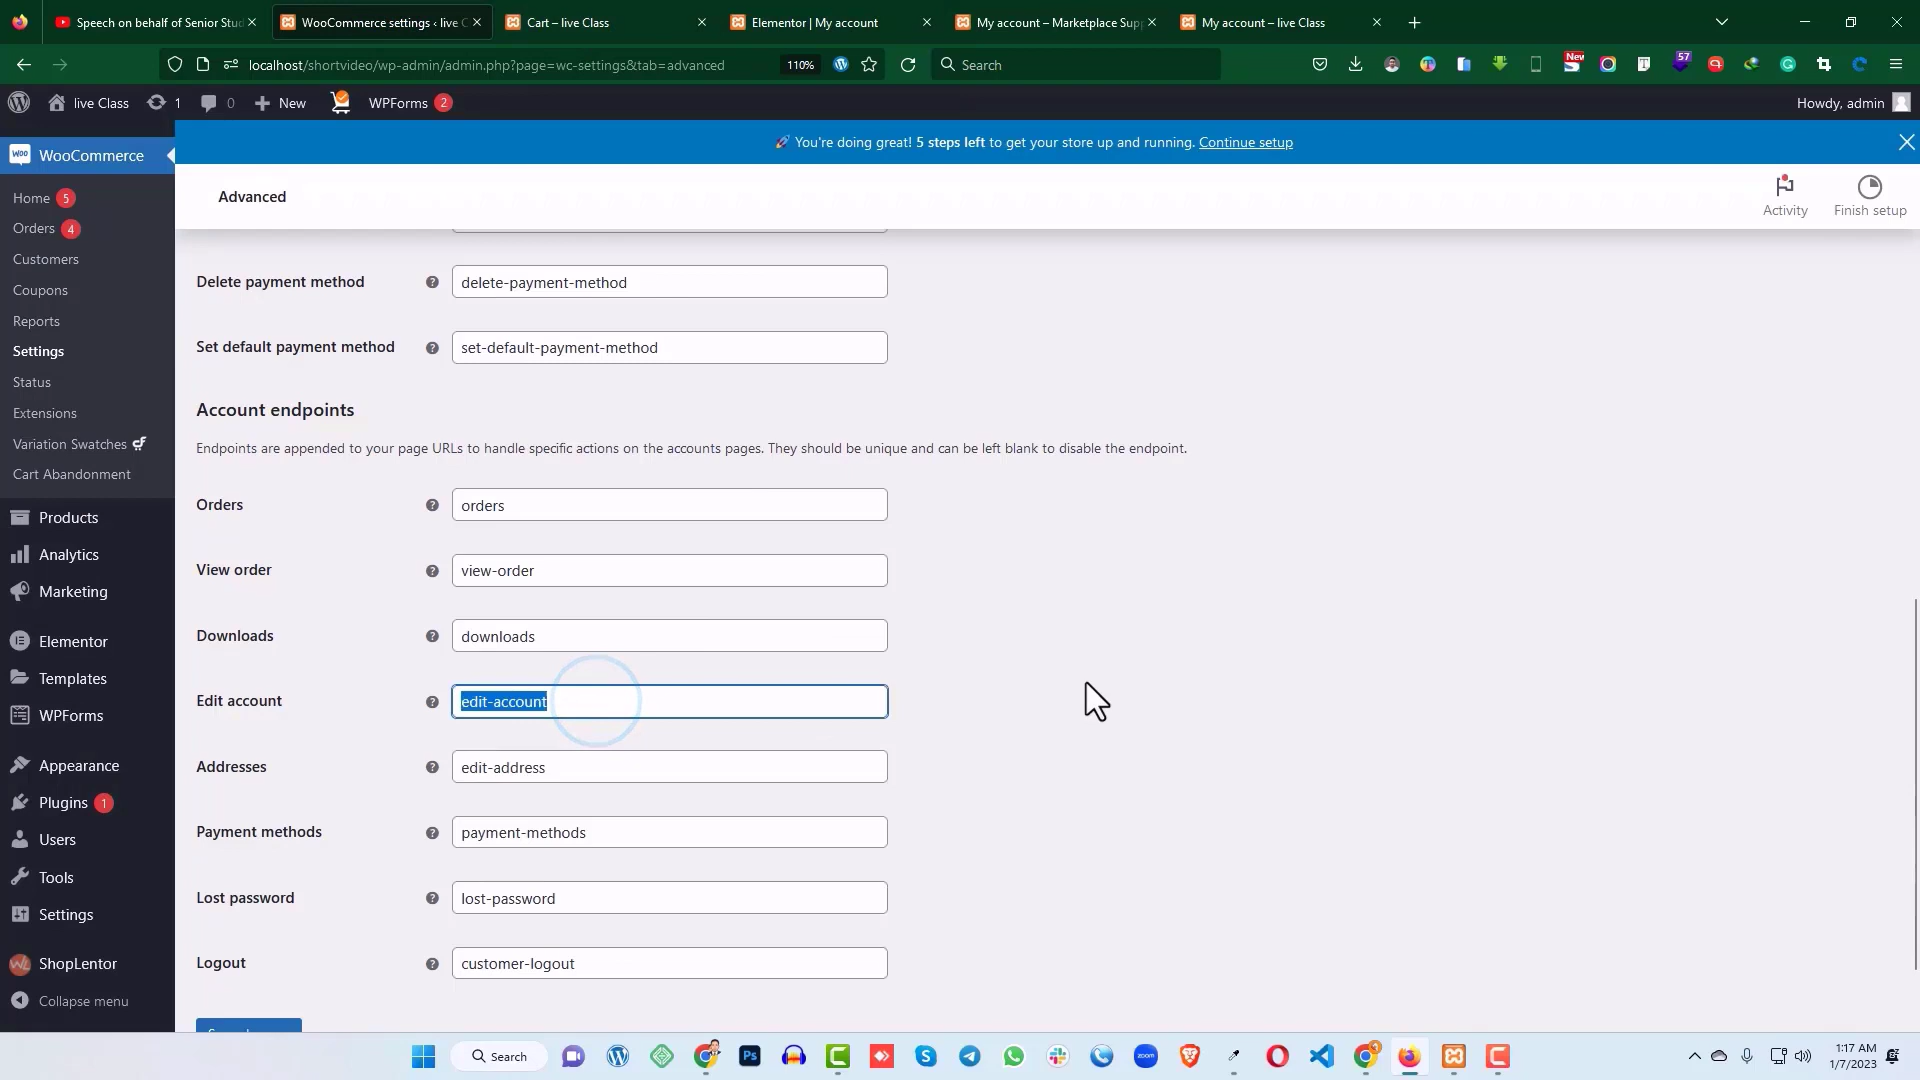 Speech on behalf of Senior Stud
WooCommerce settings ‹ live C
Cart – live Class
Elementor | My account
My account – Marketplace Sup
My account – live Class
localhost/shortvideo/wp-admin/admin.php?page=wc-settings&tab=advanced
110%
Search
New
57
live Class
1
0
New
WPForms 2
Howdy, admin
WooCommerce
🚀 You're doing great! 5 steps left to get your store up and running. Continue setup
Home 5
Orders 4
Customers
Coupons
Reports
Settings
Status
Extensions
Variation Swatches
Cart Abandonment
Products
Analytics
Marketing
Elementor
Templates
WPForms
Appearance
Plugins 1
Users
Tools
Settings
ShopLentor
Collapse menu
Advanced
Activity
Finish setup
Delete payment method
delete-payment-method
Set default payment method
set-default-payment-method
Account endpoints
Endpoints are appended to your page URLs to handle specific actions on the accounts pages. They should be unique and can be left blank to disable the endpoint.
Orders
orders
View order
view-order
Downloads
downloads
Edit account
edit-account
Addresses
edit-address
Payment methods
payment-methods
Lost password
lost-password
Logout
customer-logout
Search
Ps
zoom
1:17 AM
1/7/2023